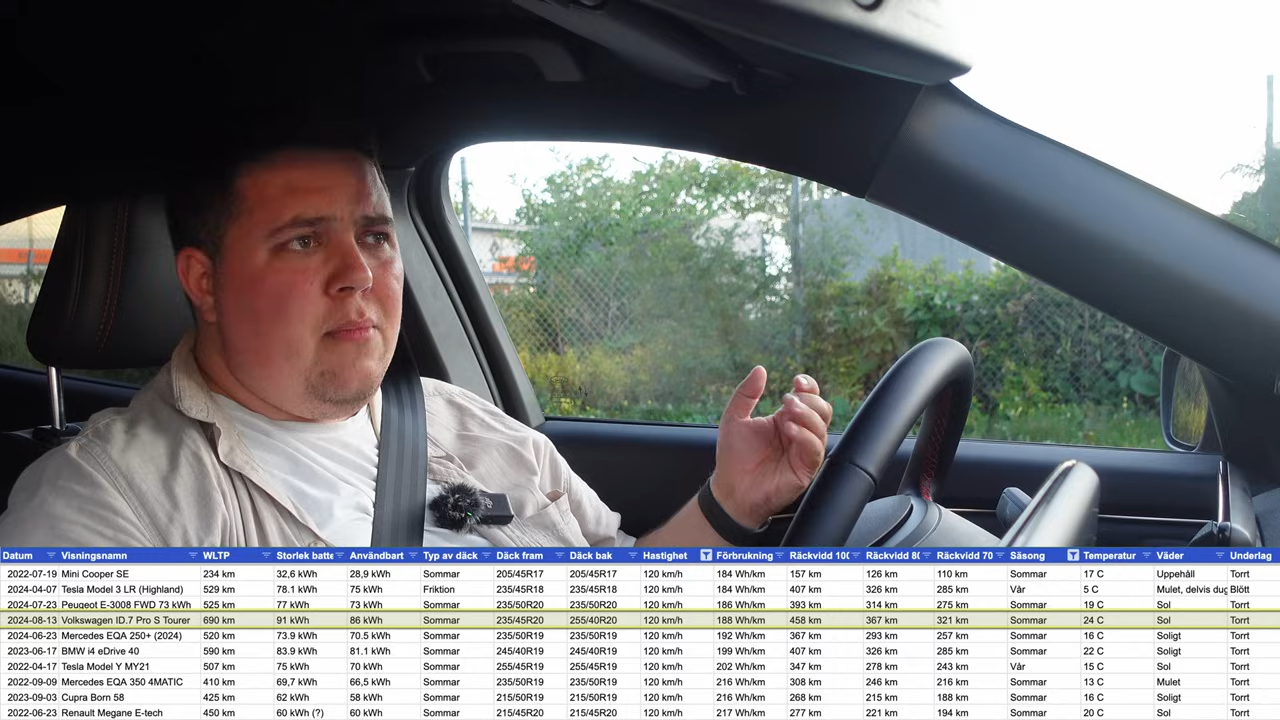 Datum Visningsnamn WLTP Storlek batte Användbart Typ av däck Däck fram Däck bak Hastighet Förbrukning Räckvidd 100 Räckvidd 80 Räckvidd 70 Säsong Temperatur Väder Underlag
2022-07-19 Mini Cooper SE 234 km 32,6 kWh 28,9 kWh Sommar 205/45R17 205/45R17 120 km/h 184 Wh/km 157 km 126 km 110 km Sommar 17 C Uppehåll Torrt
2024-04-07 Tesla Model 3 LR (Highland) 529 km 78.1 kWh 75 kWh Friktion 235/45R18 235/45R18 120 km/h 184 Wh/km 407 km 326 km 285 km Vår 5 C Mulet, delvis dug Blött
2024-07-23 Peugeot E-3008 FWD 73 kWh 525 km 77 kWh 73 kWh Sommar 235/50R20 235/50R20 120 km/h 186 Wh/km 393 km 314 km 275 km Sommar 19 C Sol Torrt
2024-08-13 Volkswagen ID.7 Pro S Tourer 690 km 91 kWh 86 kWh Sommar 235/45R20 255/40R20 120 km/h 188 Wh/km 458 km 367 km 321 km Sommar 24 C Sol Torrt
2024-06-23 Mercedes EQA 250+ (2024) 520 km 73.9 kWh 70.5 kWh Sommar 235/50R19 235/50R19 120 km/h 192 Wh/km 367 km 293 km 257 km Sommar 16 C Soligt Torrt
2023-06-17 BMW i4 eDrive 40 590 km 83.9 kWh 81.1 kWh Sommar 245/40R19 245/40R19 120 km/h 199 Wh/km 407 km 326 km 285 km Sommar 22 C Soligt Torrt
2022-04-17 Tesla Model Y MY21 507 km 75 kWh 70 kWh Sommar 255/45R19 255/45R19 120 km/h 202 Wh/km 347 km 278 km 243 km Vår 15 C Sol Torrt
2022-09-09 Mercedes EQA 350 4MATIC 410 km 69,7 kWh 66,5 kWh Sommar 235/50R19 235/50R19 120 km/h 216 Wh/km 308 km 246 km 216 km Sommar 13 C Mulet Torrt
2023-09-03 Cupra Born 58 425 km 62 kWh 58 kWh Sommar 215/50R19 215/50R19 120 km/h 216 Wh/km 268 km 215 km 188 km Sommar 16 C Soligt Torrt
2022-06-23 Renault Megane E-tech 450 km 60 kWh (?) 60 kWh Sommar 215/45R20 215/45R20 120 km/h 217 Wh/km 277 km 221 km 194 km Sommar 20 C Sol Torrt